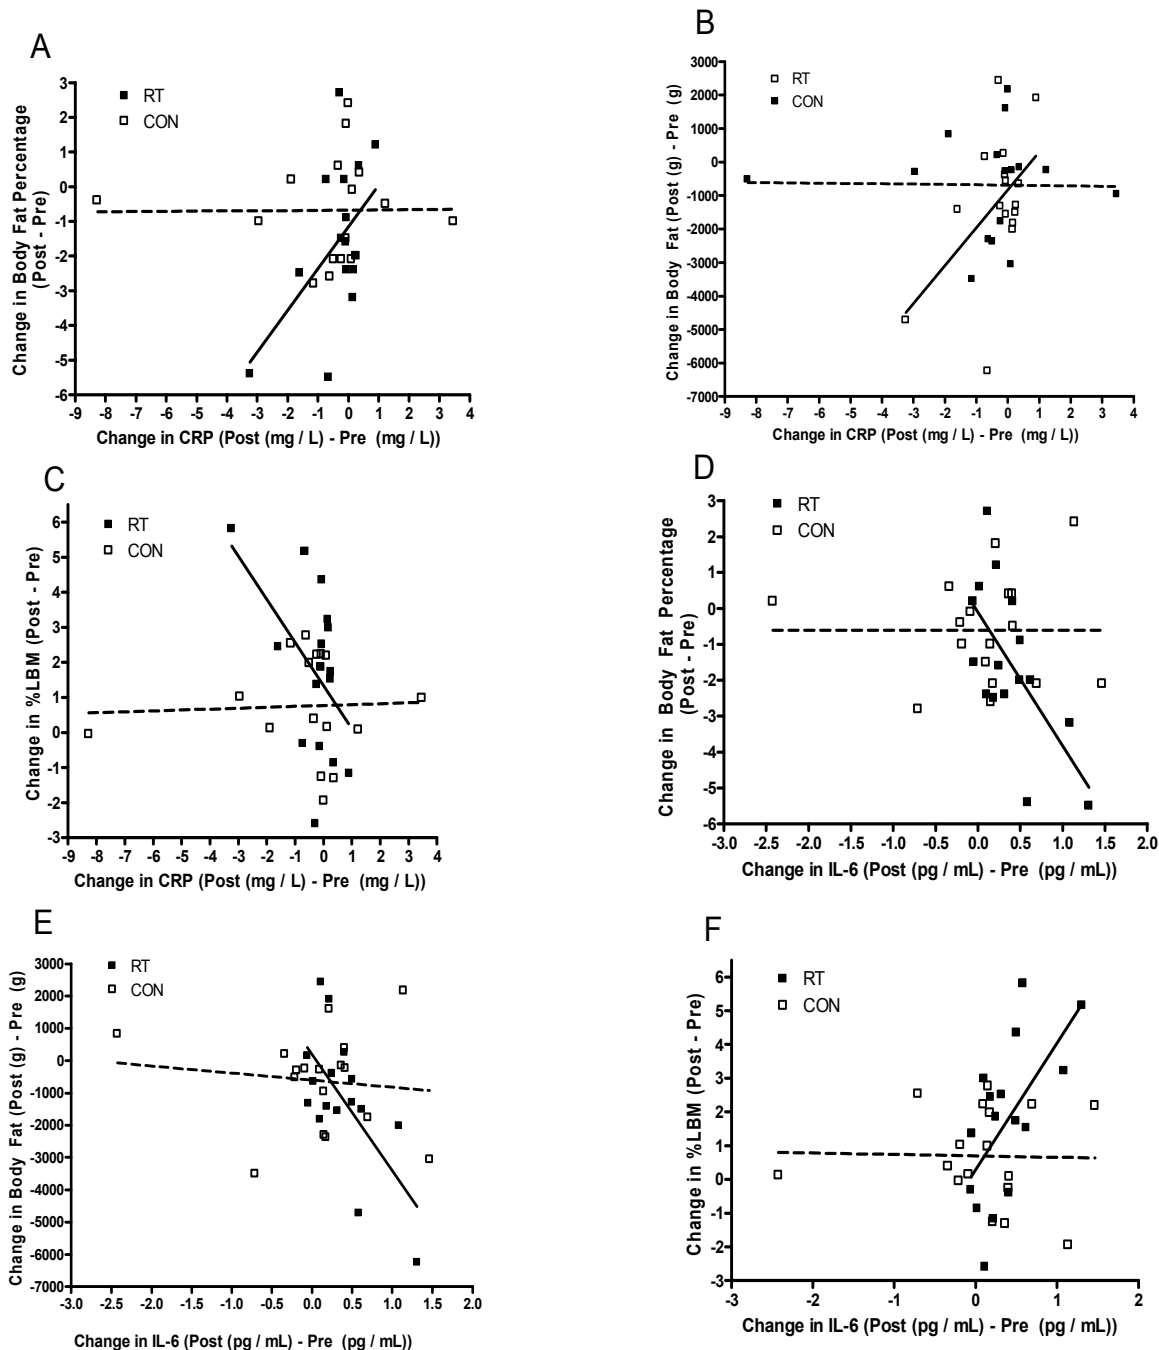 A
3
2
1
0
-1
-2
-3
-4
-5
-6
RT
CON
Change in Body Fat Percentage
(Post - Pre)
-9 -8 -7 -6 -5 -4 -3 -2 -1 0 1 2 3 4
Change in CRP (Post (mg / L) - Pre (mg / L))
B
3000
2000
1000
0
-1000
-2000
-3000
-4000
-5000
-6000
-7000
RT
CON
Change in Body Fat (Post (g) - Pre (g)
-9 -8 -7 -6 -5 -4 -3 -2 -1 0 1 2 3 4
Change in CRP (Post (mg / L) - Pre (mg / L))
C
6
5
4
3
2
1
0
-1
-2
-3
RT
CON
Change in %LBM (Post - Pre)
-9 -8 -7 -6 -5 -4 -3 -2 -1 0 1 2 3 4
Change in CRP (Post (mg / L) - Pre (mg / L))
D
3
2
1
0
-1
-2
-3
-4
-5
-6
RT
CON
Change in Body Fat Percentage
(Post - Pre)
-3.0 -2.5 -2.0 -1.5 -1.0 -0.5 0.0 0.5 1.0 1.5 2.0
Change in IL-6 (Post (pg / mL) - Pre (pg / mL))
E
3000
2000
1000
0
-1000
-2000
-3000
-4000
-5000
-6000
-7000
RT
CON
Change in Body Fat (Post (g) - Pre (g)
-3.0 -2.5 -2.0 -1.5 -1.0 -0.5 0.0 0.5 1.0 1.5 2.0
Change in IL-6 (Post (pg / mL) - Pre (pg / mL))
F
6
5
4
3
2
1
0
-1
-2
-3
RT
CON
Change in %LBM (Post - Pre)
-3 -2 -1 0 1 2
Change in IL-6 (Post (pg / mL) - Pre (pg / mL))